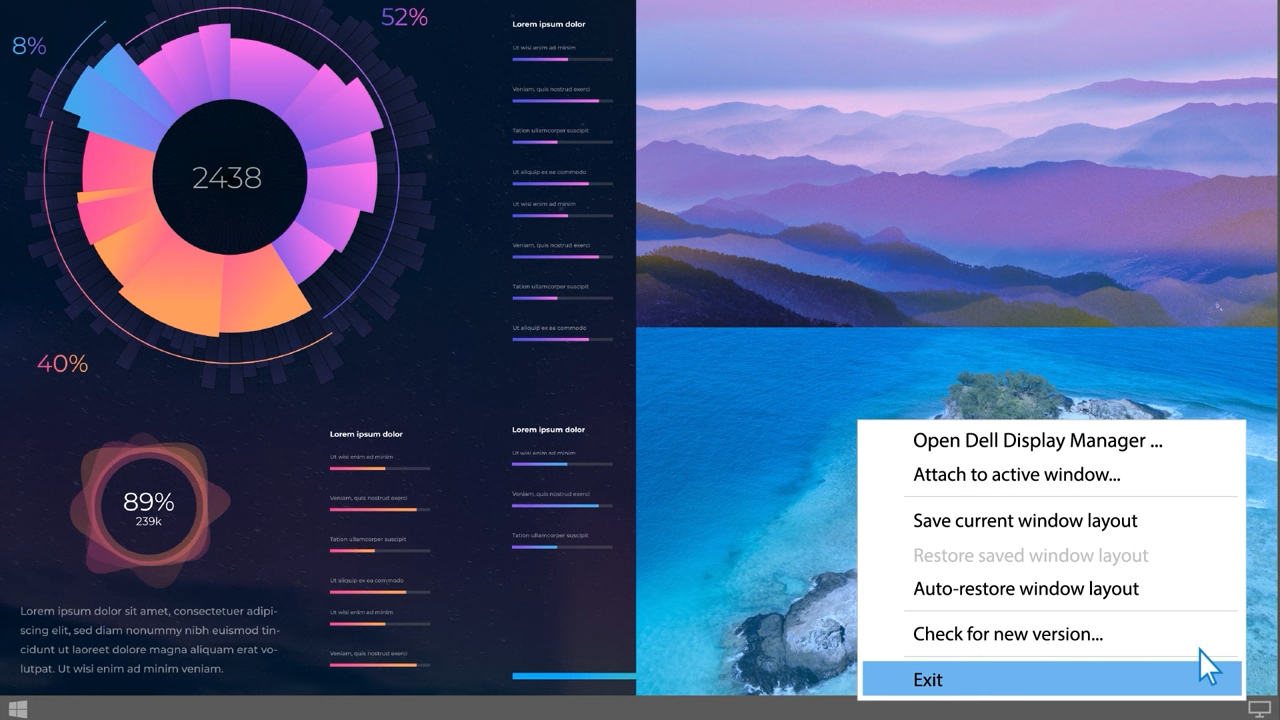 52%
8%
2438
40%
Lorem ipsum dolor
Ut wisi enim ad minim
Veniam, quis nostrud exerci
Tation ullamcorper suscipit
Ut aliquip ex ea commodo
Ut wisi enim ad minim
Veniam, quis nostrud exerci
Tation ullamcorper suscipit
Ut aliquip ex ea commodo
89%
239k
Lorem ipsum dolor sit amet, consectetuer adipi-
scing elit, sed diam nonummy nibh euismod tin-
cidunt ut laoreet dolore magna aliquam erat vo-
lutpat. Ut wisi enim ad minim veniam.
Lorem ipsum dolor
Ut wisi enim ad minim
Veniam, quis nostrud exerci
Tation ullamcorper suscipit
Ut aliquip ex ea commodo
Ut wisi enim ad minim
Veniam, quis nostrud exerci
Lorem ipsum dolor
Ut wisi enim ad minim
Veniam, quis nostrud exerci
Tation ullamcorper suscipit
Open Dell Display Manager ...
Attach to active window...
Save current window layout
Restore saved window layout
Auto-restore window layout
Check for new version...
Exit